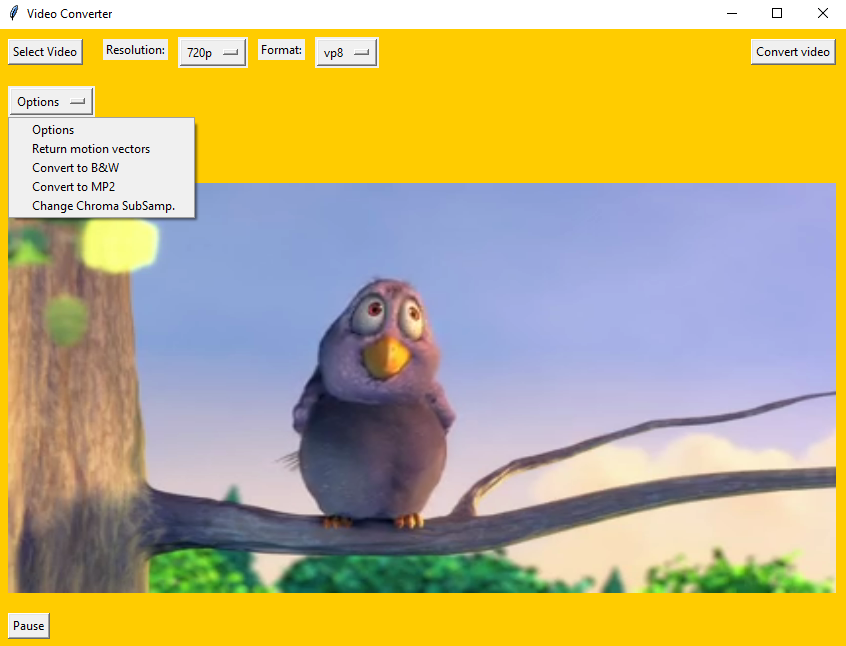 Video Converter
Select Video
Resolution:
720p
Format:
vp8
Convert video
Options
Options
Return motion vectors
Convert to B&W
Convert to MP2
Change Chroma SubSamp.
Pause